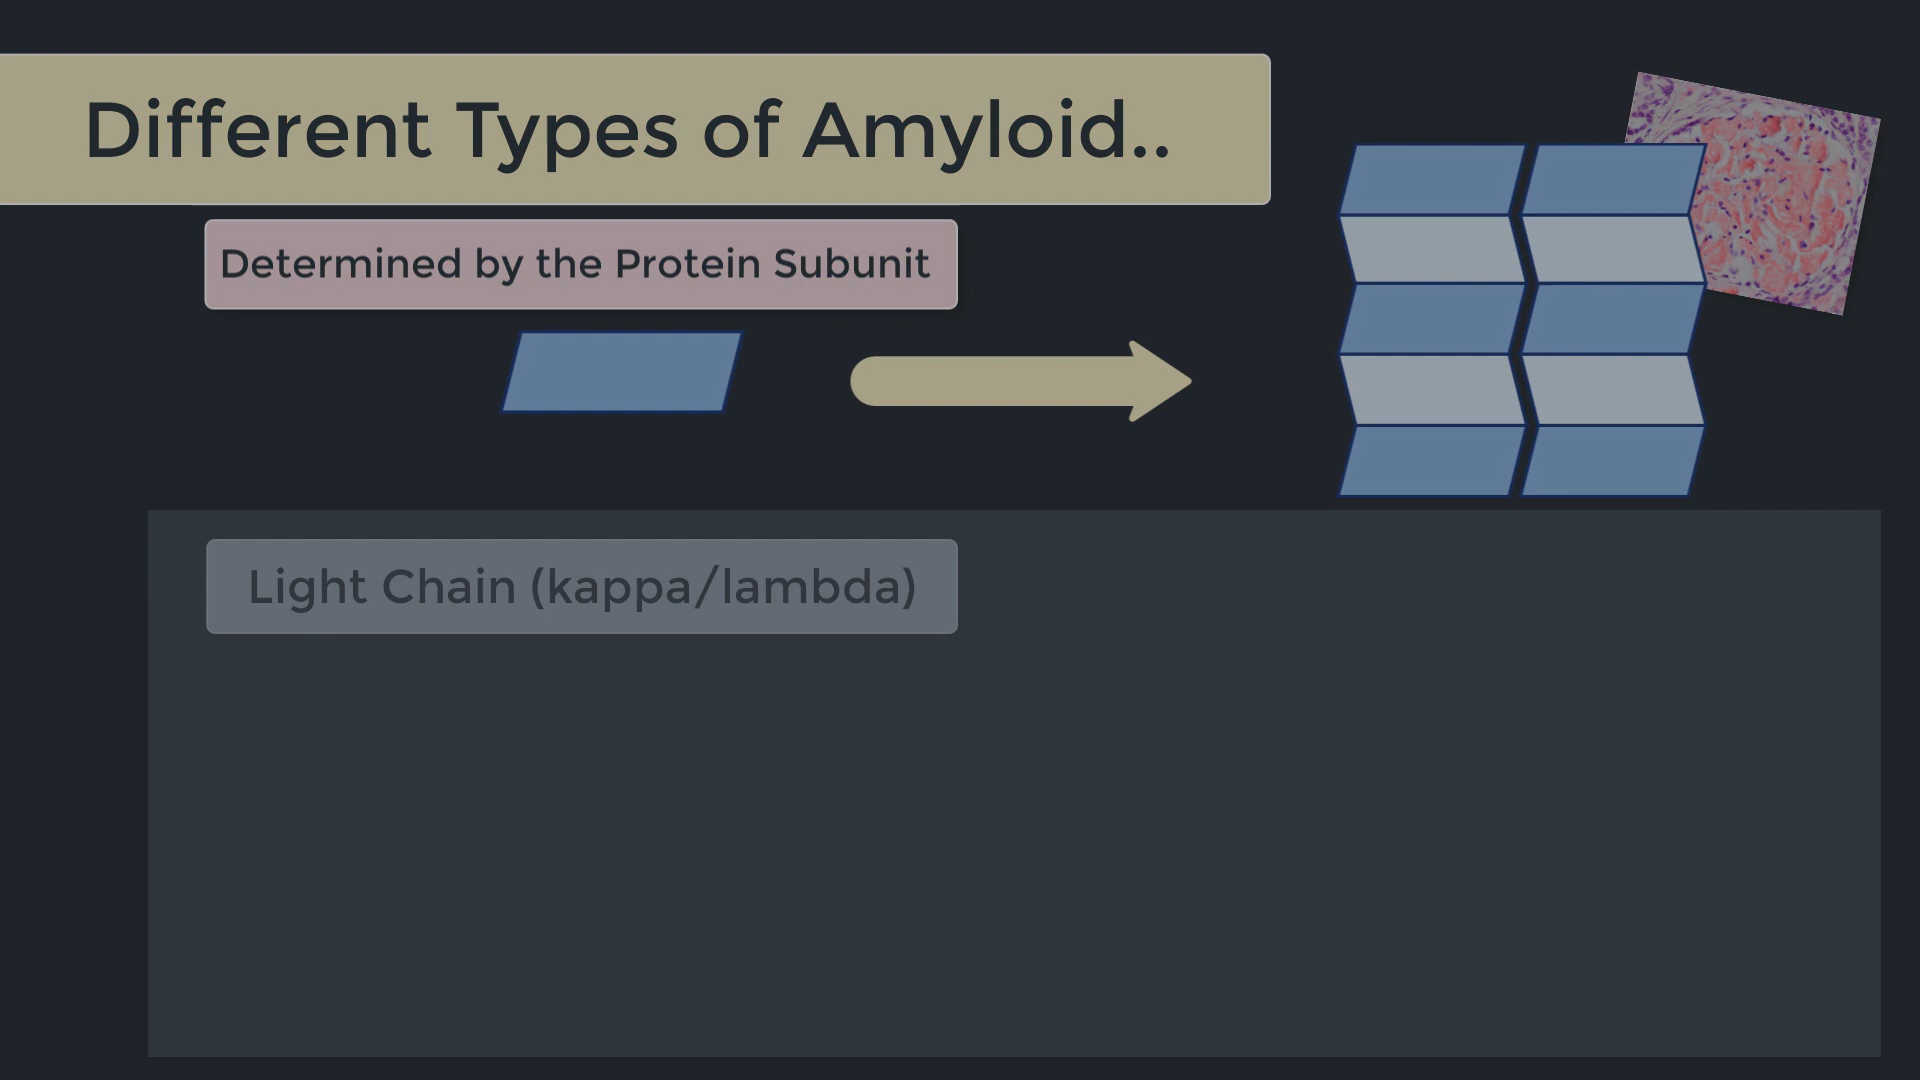 Different Types of Amyloid..
Determined by the Protein Subunit
Light Chain (kappa/lambda)